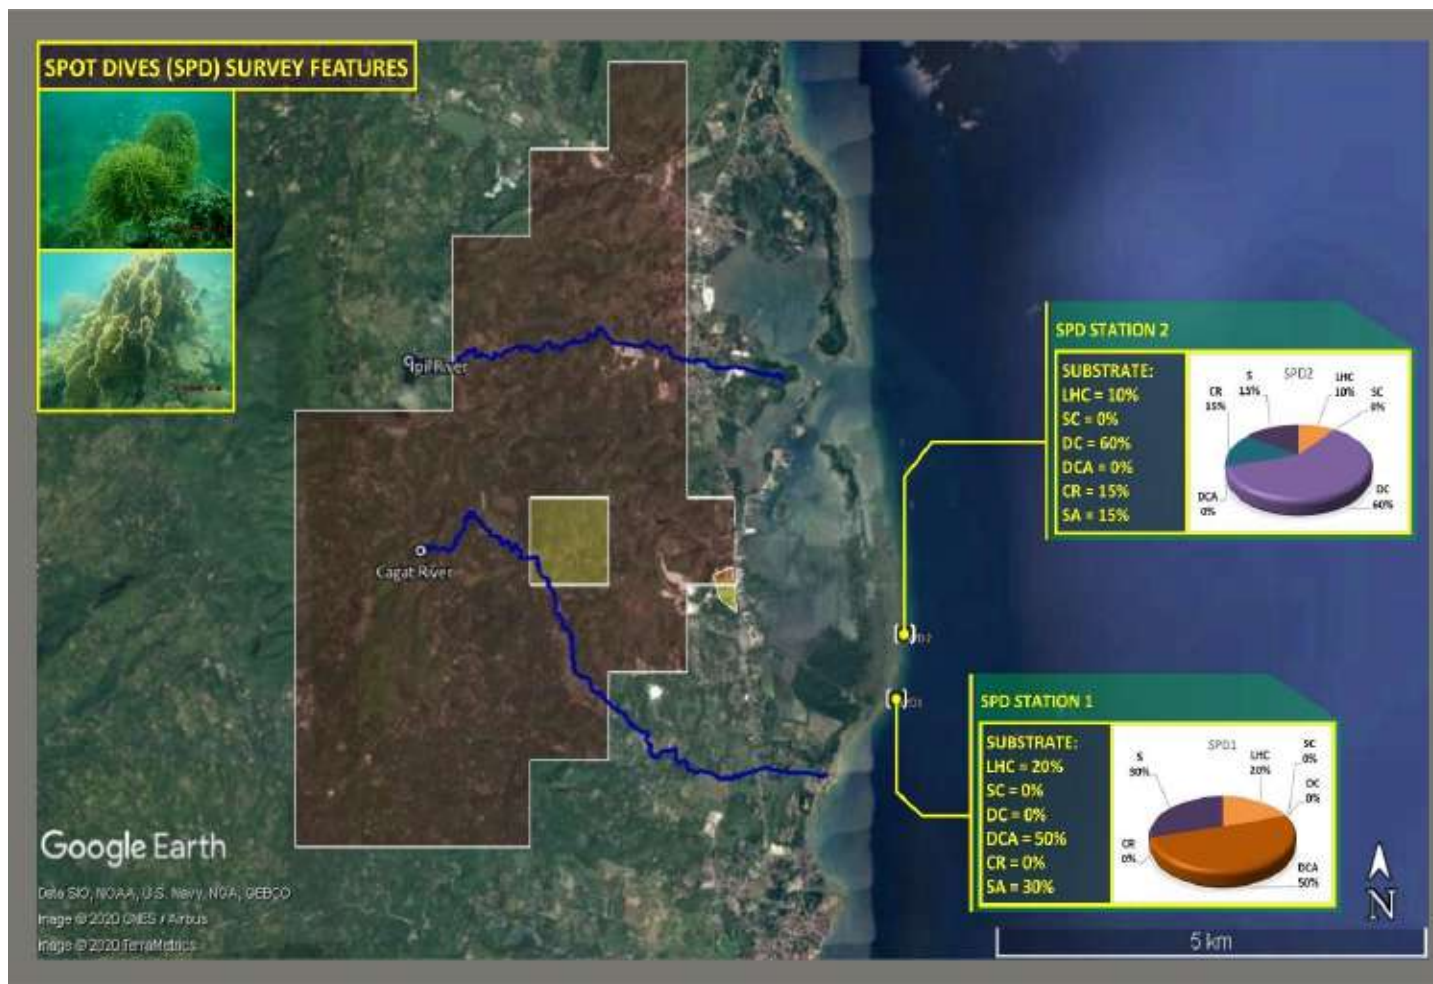 SPOT DIVES (SPD) SURVEY FEATURES
Ipil River
Cagat River
SPD STATION 2
SUBSTRATE:
LHC = 10%
SC = 0%
DC = 60%
DCA = 0%
CR = 15%
SA = 15%
SPD2
S
15%
LHC
10%
SC
0%
CR
15%
DCA
0%
DC
60%
SPD STATION 1
SUBSTRATE:
LHC = 20%
SC = 0%
DC = 0%
DCA = 50%
CR = 0%
SA = 30%
SPD1
S
30%
LHC
20%
SC
0%
DC
0%
CR
0%
DCA
50%
Google Earth
Data SIO, NOAA, U.S. Navy, NGA, GEBCO
Image © 2020 CNES / Airbus
Image © 2020 TerraMetrics
N
5 km